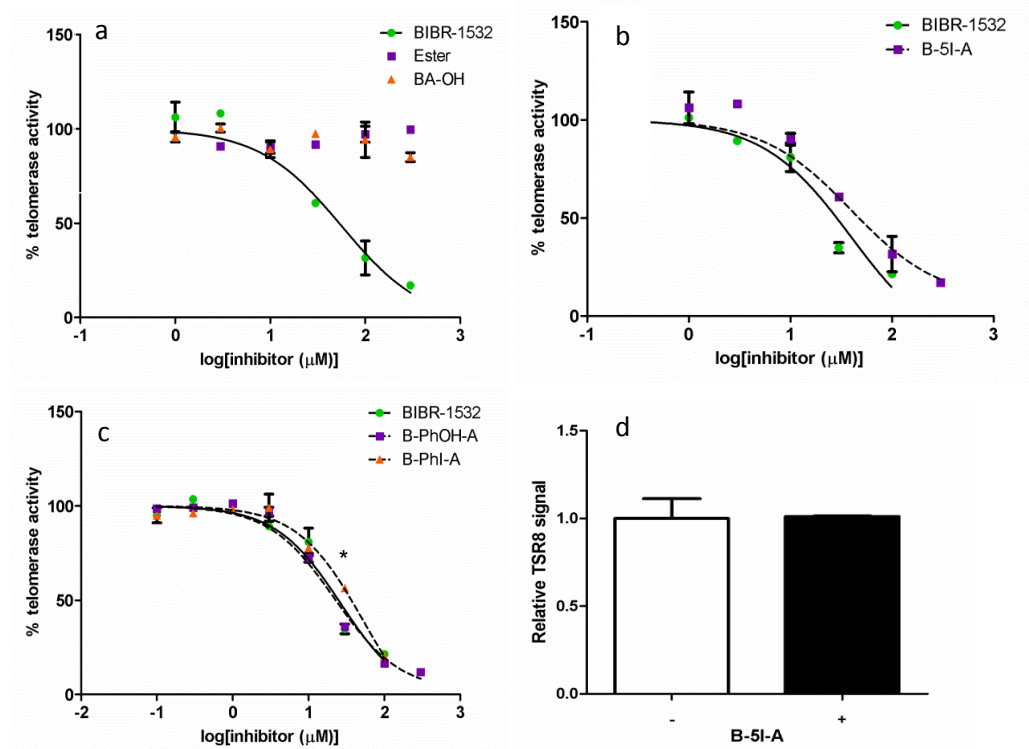 a
BIBR-1532
Ester
BA-OH
150
100
50
0
-1 0 1 2 3
% telomerase activity
log[inhibitor (μM)]
b
BIBR-1532
B-5I-A
150
100
50
0
-1 0 1 2 3
% telomerase activity
log[inhibitor (μM)]
c
BIBR-1532
B-PhOH-A
B-PhI-A
150
100
50
0
*
-2 -1 0 1 2 3
% telomerase activity
log[inhibitor (μM)]
d
1.5
1.0
0.5
0.0
Relative TSR8 signal
- +
B-5I-A